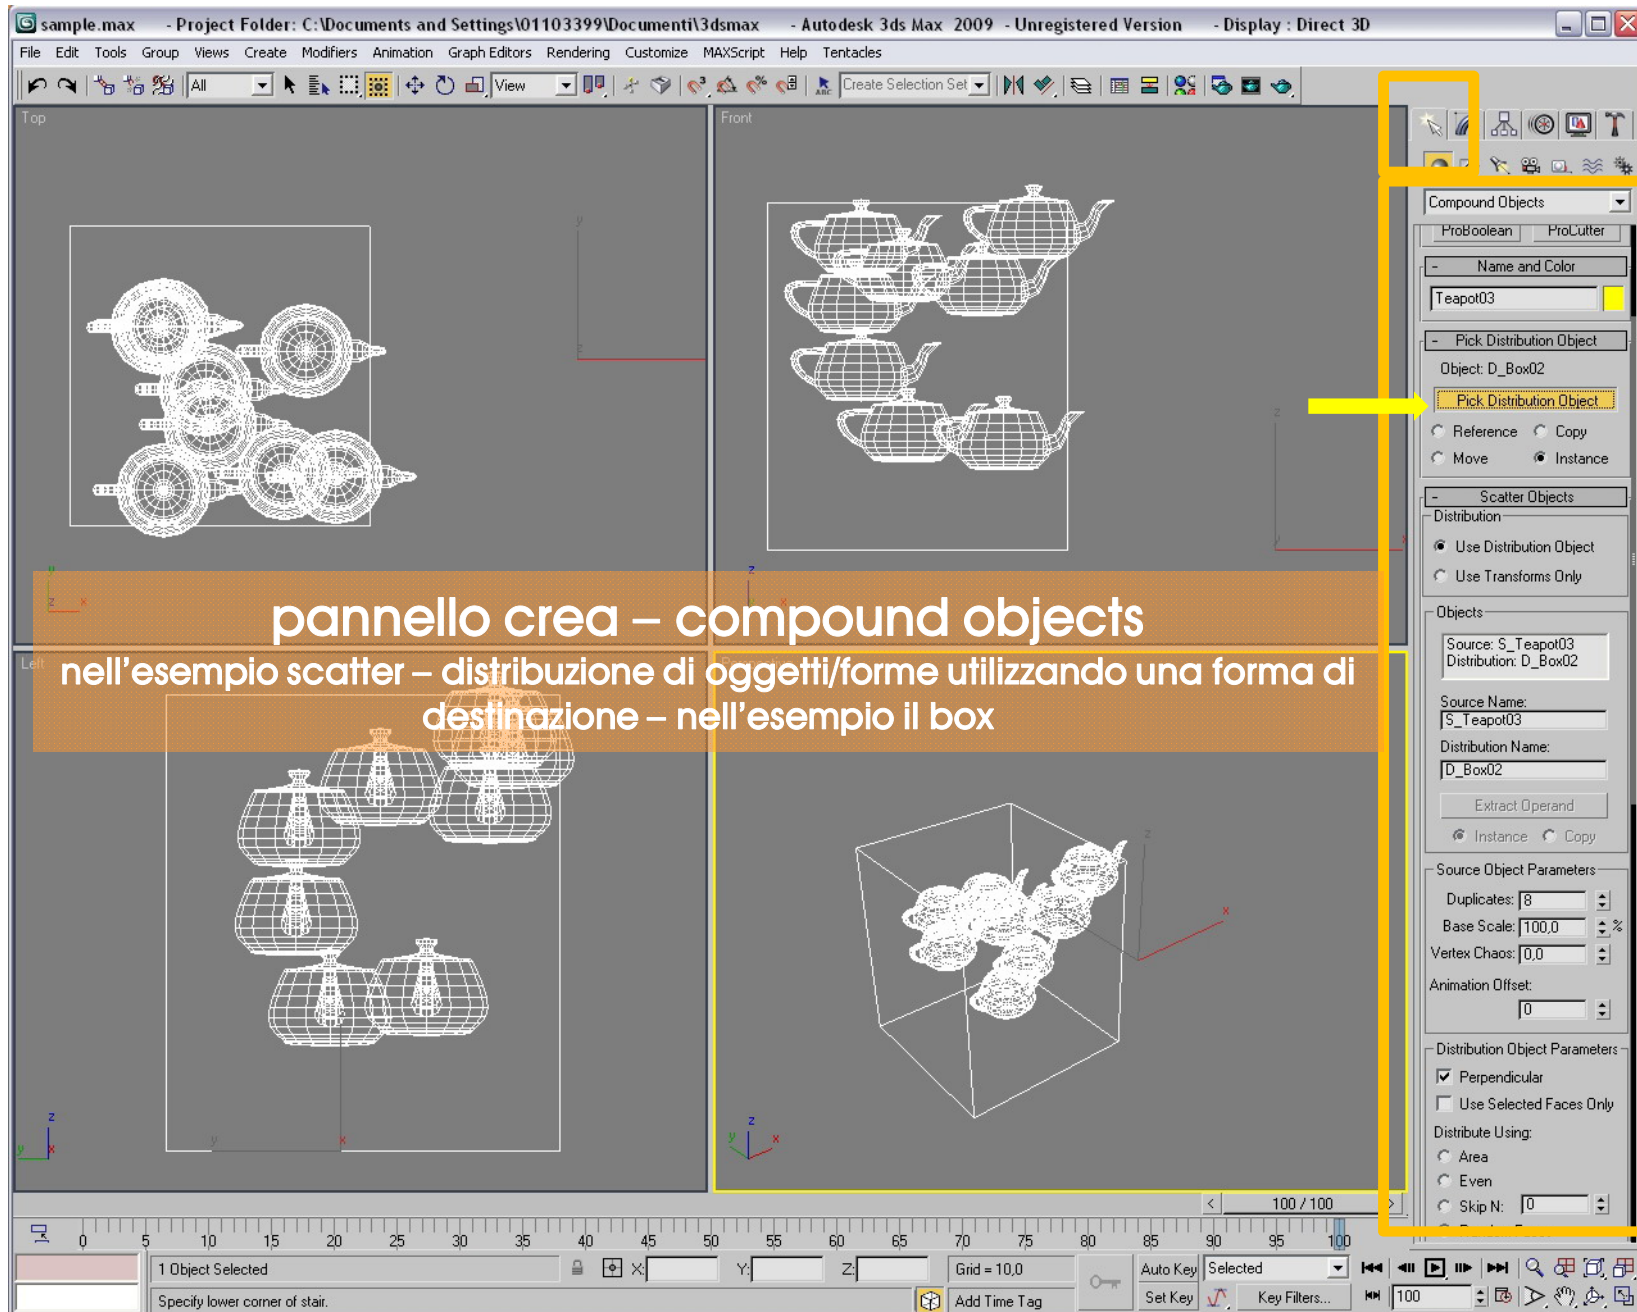 sample.max - Project Folder: C:\Documents and Settings\01103399\Documenti\3dsmax - Autodesk 3ds Max 2009 - Unregistered Version - Display : Direct 3D
File Edit Tools Group Views Create Modifiers Animation Graph Editors Rendering Customize MAXScript Help Tentacles
All View Create Selection Set
Top
Front
Left
y
x
z
pannello crea – compound objects
nell'esempio scatter – distribuzione di oggetti/forme utilizzando una forma di
destinazione – nell'esempio il box
Compound Objects
ProBoolean ProCutter
- Name and Color
Teapot03
- Pick Distribution Object
Object: D_Box02
Pick Distribution Object
Reference Copy
Move Instance
- Scatter Objects
Distribution
Use Distribution Object
Use Transforms Only
Objects
Source: S_Teapot03
Distribution: D_Box02
Source Name:
S_Teapot03
Distribution Name:
D_Box02
Extract Operand
Instance Copy
Source Object Parameters
Duplicates: 8
Base Scale: 100,0 %
Vertex Chaos: 0,0
Animation Offset:
0
Distribution Object Parameters
Perpendicular
Use Selected Faces Only
Distribute Using:
Area
Even
Skip N: 0
< 100 / 100 >
0 5 10 15 20 25 30 35 40 45 50 55 60 65 70 75 80 85 90 95 100
1 Object Selected X: Y: Z: Grid = 10,0 Auto Key Selected
Specify lower corner of stair. Add Time Tag Set Key Key Filters... 100